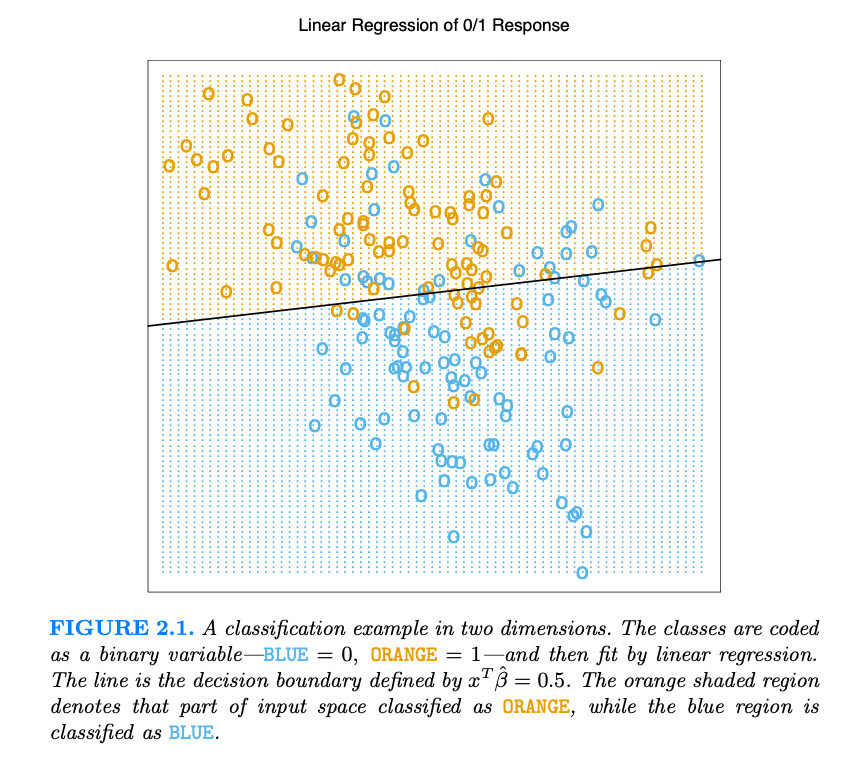 Linear Regression of 0/1 Response
FIGURE 2.1. A classification example in two dimensions. The classes are coded
as a binary variable—BLUE = 0, ORANGE = 1—and then fit by linear regression.
The line is the decision boundary defined by xᵀβ̂ = 0.5. The orange shaded region
denotes that part of input space classified as ORANGE, while the blue region is
classified as BLUE.